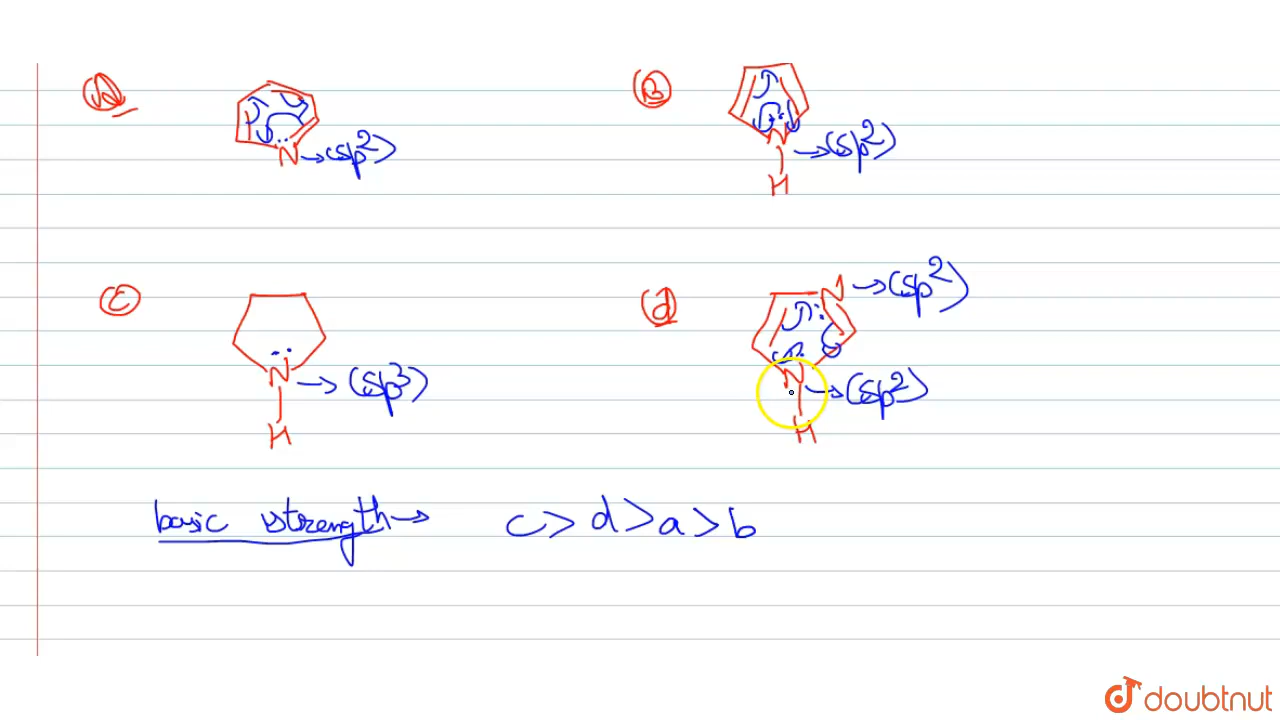 (A)
N →(sp²)
(B)
N →(sp²)
H
(c)
N →(sp³)
H
(d)
N →(sp²)
N →(sp²)
H
basic strength→ c > d > a > b
doubtnut